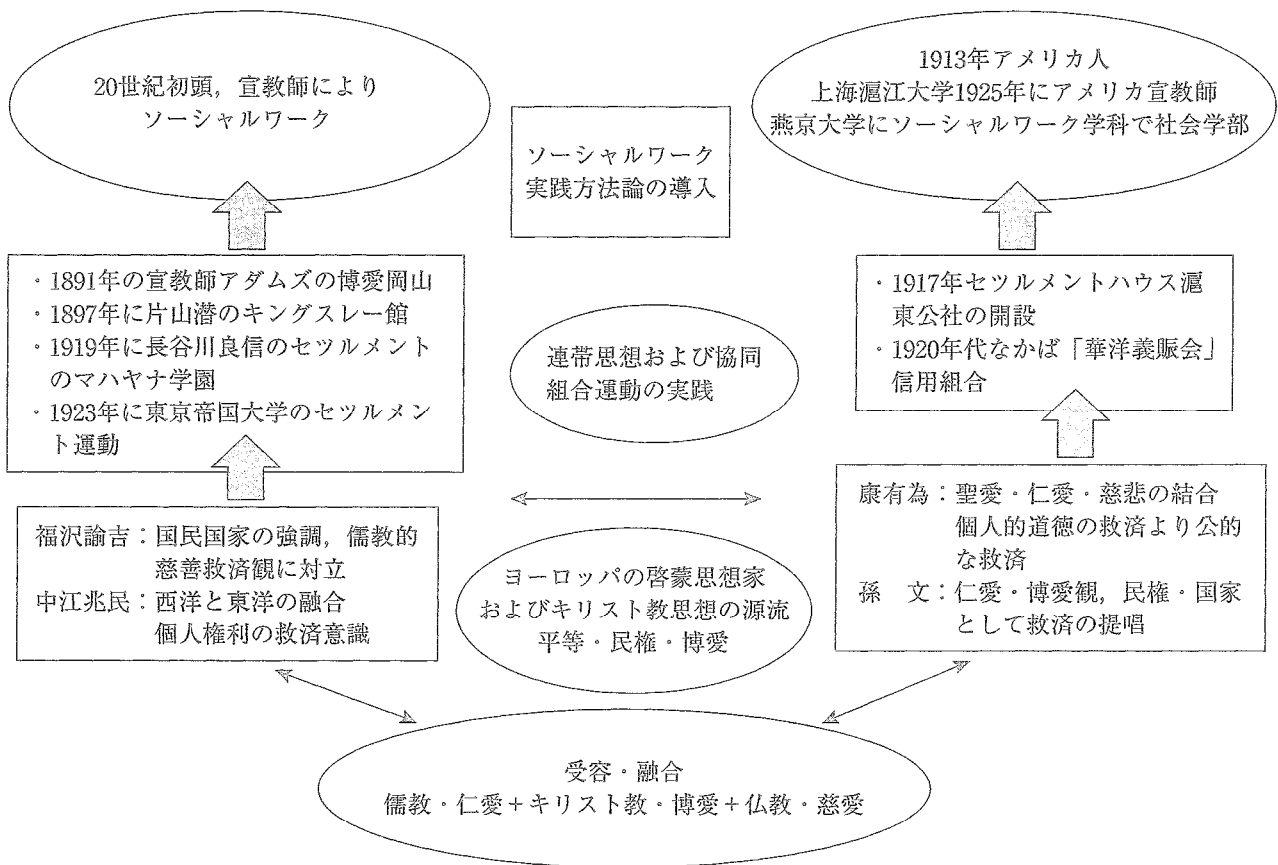 20世紀初頭，宣教師により
ソーシャルワーク
1913年アメリカ人
上海滬江大学1925年にアメリカ宣教師
燕京大学にソーシャルワーク学科で社会学部
ソーシャルワーク
実践方法論の導入
・1891年の宣教師アダムズの博愛岡山
・1897年に片山潜のキングスレー館
・1919年に長谷川良信のセツルメント
のマハヤナ学園
・1923年に東京帝国大学のセツルメン
ト運動
連帯思想および協同
組合運動の実践
・1917年セツルメントハウス滬
東公社の開設
・1920年代なかば「華洋義賑会」
信用組合
福沢諭吉：国民国家の強調，儒教的
慈善救済観に対立
中江兆民：西洋と東洋の融合
個人権利の救済意識
ヨーロッパの啓蒙思想家
およびキリスト教思想の源流
平等・民権・博愛
康有為：聖愛・仁愛・慈悲の結合
個人的道徳の救済より公的
な救済
孫　文：仁愛・博愛観，民権・国家
として救済の提唱
受容・融合
儒教・仁愛＋キリスト教・博愛＋仏教・慈愛